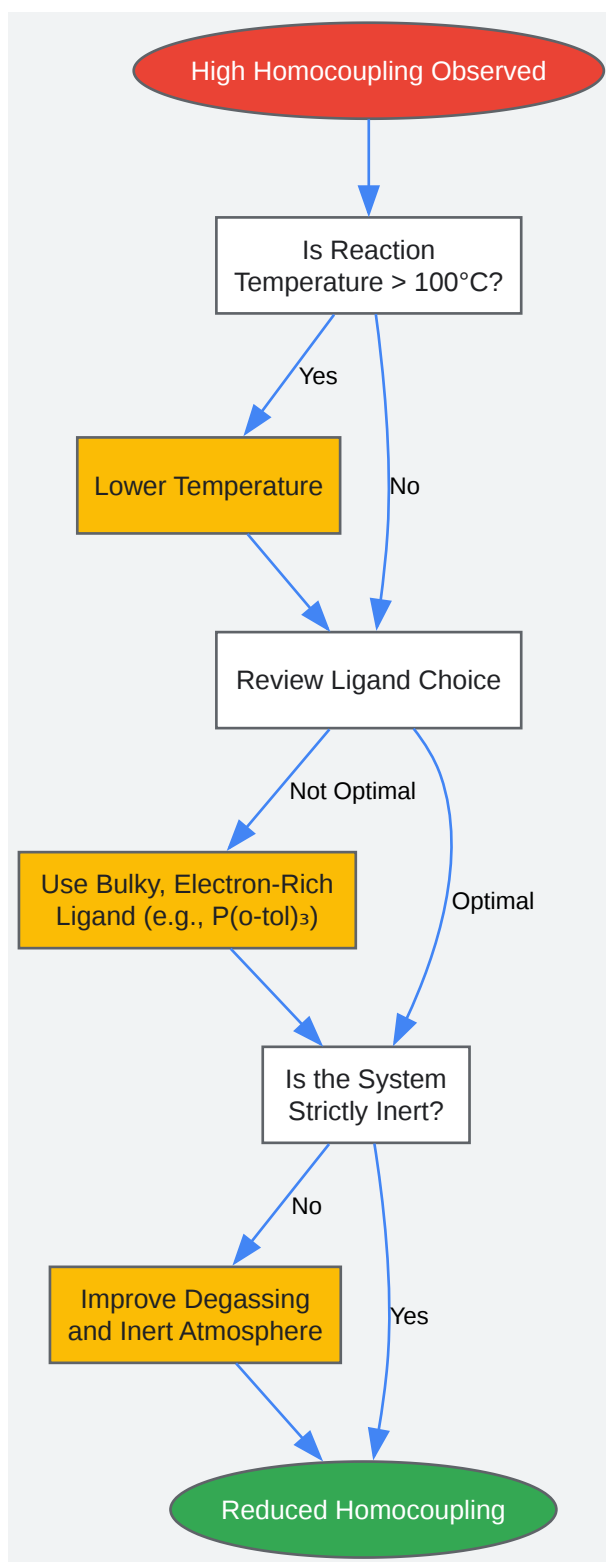 High Homocoupling Observed
Is Reaction
Temperature > 100°C?
Yes
Lower Temperature
No
Review Ligand Choice
Not Optimal
Use Bulky, Electron-Rich
Ligand (e.g., P(o-tol)₃)
Optimal
Is the System
Strictly Inert?
No
Improve Degassing
and Inert Atmosphere
Yes
Reduced Homocoupling